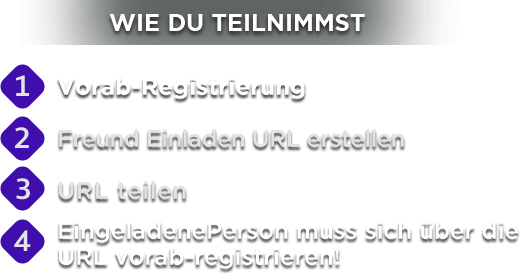 WIE DU TEILNIMMST
1 Vorab-Registrierung
2 Freund Einladen URL erstellen
3 URL teilen
4 EingeladenePerson muss sich über die
URL vorab-registrieren!